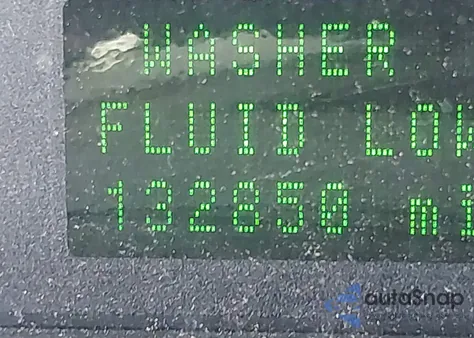 WASHER
FLUID LOW
132850 mi
autoSnap